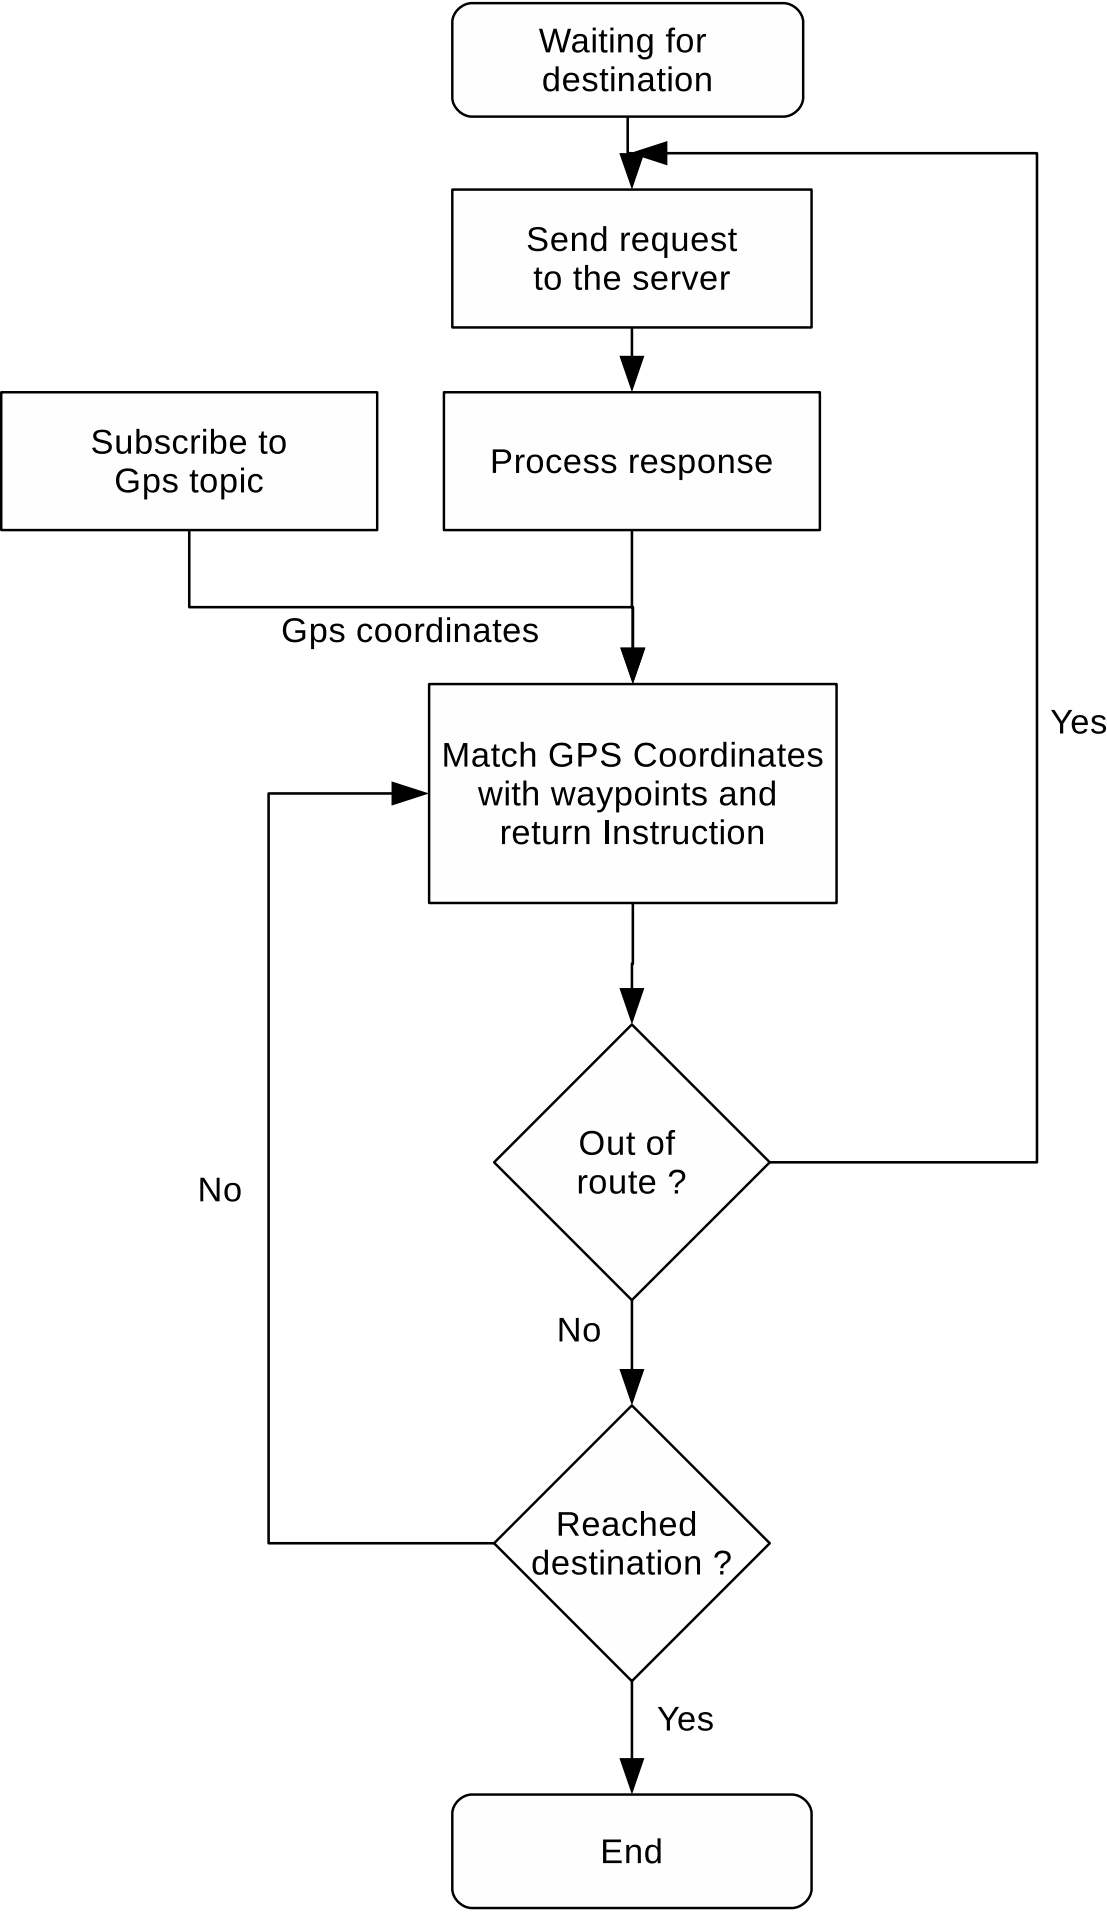 Waiting for
destination
Send request
to the server
Subscribe to
Gps topic
Process response
Gps coordinates
Match GPS Coordinates
with waypoints and
return Instruction
Yes
Out of
route ?
No
No
Reached
destination ?
Yes
End